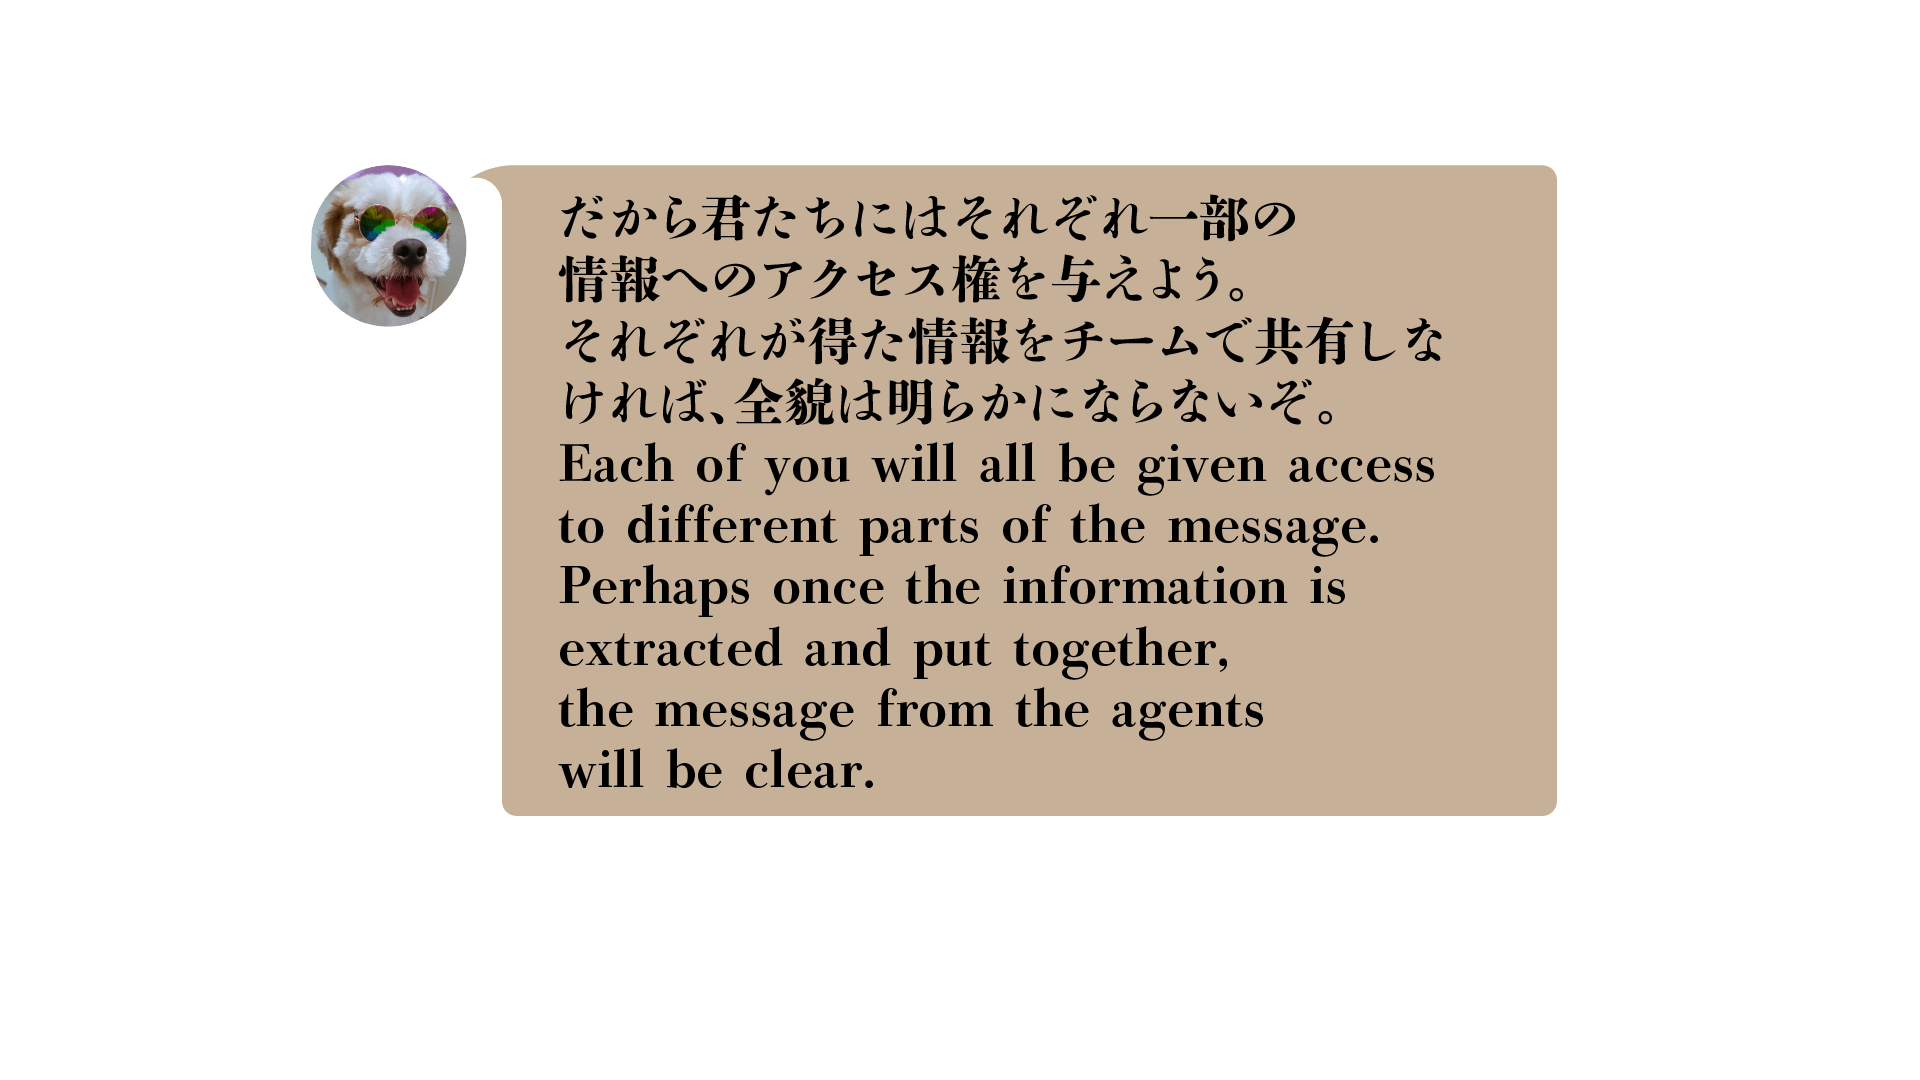 だから君たちにはそれぞれ一部の
情報へのアクセス権を与えよう。
それぞれが得た情報をチームで共有しな
ければ、全貌は明らかにならないぞ。
Each of you will all be given access
to different parts of the message.
Perhaps once the information is
extracted and put together,
the message from the agents
will be clear.